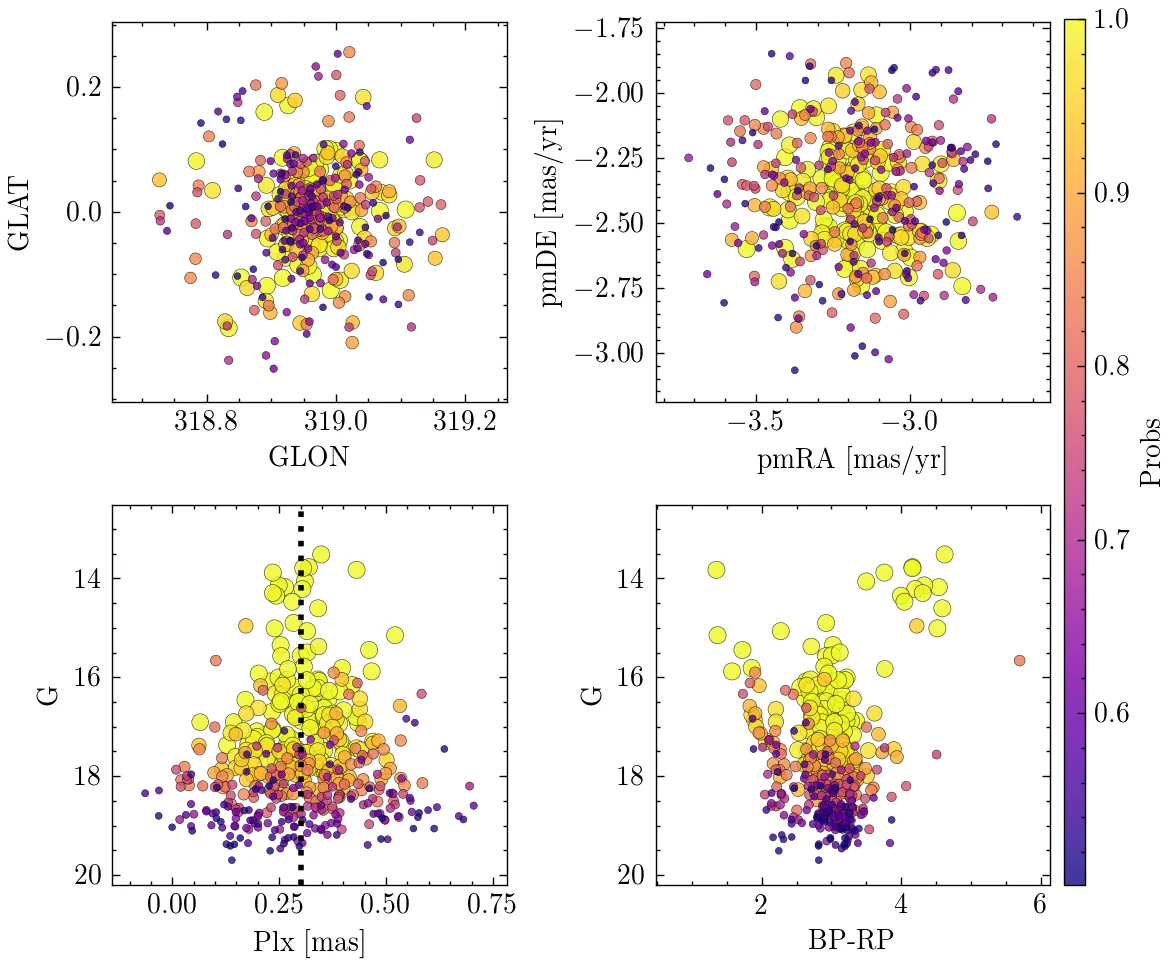 0.2
0.0
−0.2
GLAT
318.8 319.0 319.2
GLON
−1.75
−2.00
−2.25
−2.50
−2.75
−3.00
pmDE [mas/yr]
−3.5 −3.0
pmRA [mas/yr]
1.0
0.9
0.8
0.7
0.6
Probs
14
16
18
20
G
0.00 0.25 0.50 0.75
Plx [mas]
14
16
18
20
G
2 4 6
BP-RP